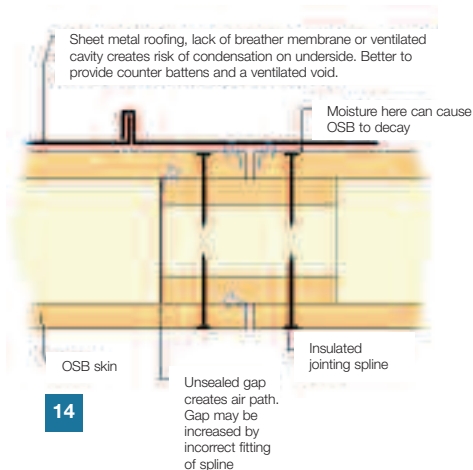 Sheet metal roofing, lack of breather membrane or ventilated
cavity creates risk of condensation on underside. Better to
provide counter battens and a ventilated void.
Moisture here can cause
OSB to decay
OSB skin
Unsealed gap
creates air path.
Gap may be
increased by
incorrect fitting
of spline
Insulated
jointing spline
14